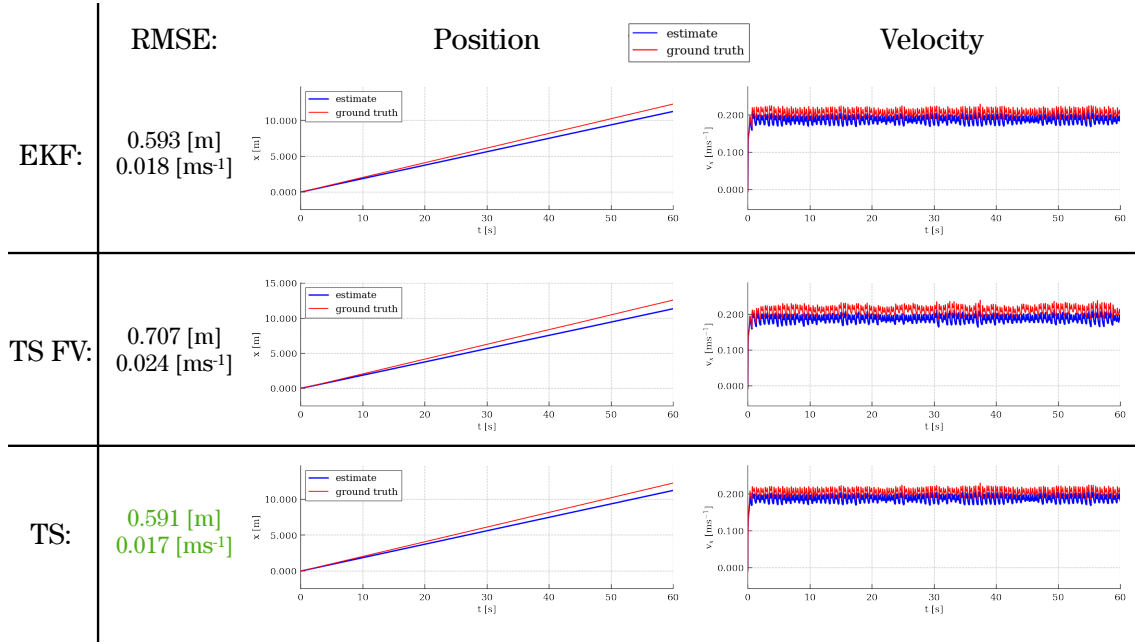 RMSE:
Position
estimate
ground truth
Velocity
EKF:
0.593 [m]
0.018 [ms-1]
estimate
ground truth
10.000
5.000
0.000
x [m]
0 10 20 30 40 50 60
t [s]
0.200
0.100
0.000
vx [ms−1]
0 10 20 30 40 50 60
t [s]
TS FV:
0.707 [m]
0.024 [ms-1]
estimate
ground truth
15.000
10.000
5.000
0.000
x [m]
0 10 20 30 40 50 60
t [s]
0.200
0.100
0.000
vx [ms−1]
0 10 20 30 40 50 60
t [s]
TS:
0.591 [m]
0.017 [ms-1]
estimate
ground truth
10.000
5.000
0.000
x [m]
0 10 20 30 40 50 60
t [s]
0.200
0.100
0.000
vx [ms−1]
0 10 20 30 40 50 60
t [s]